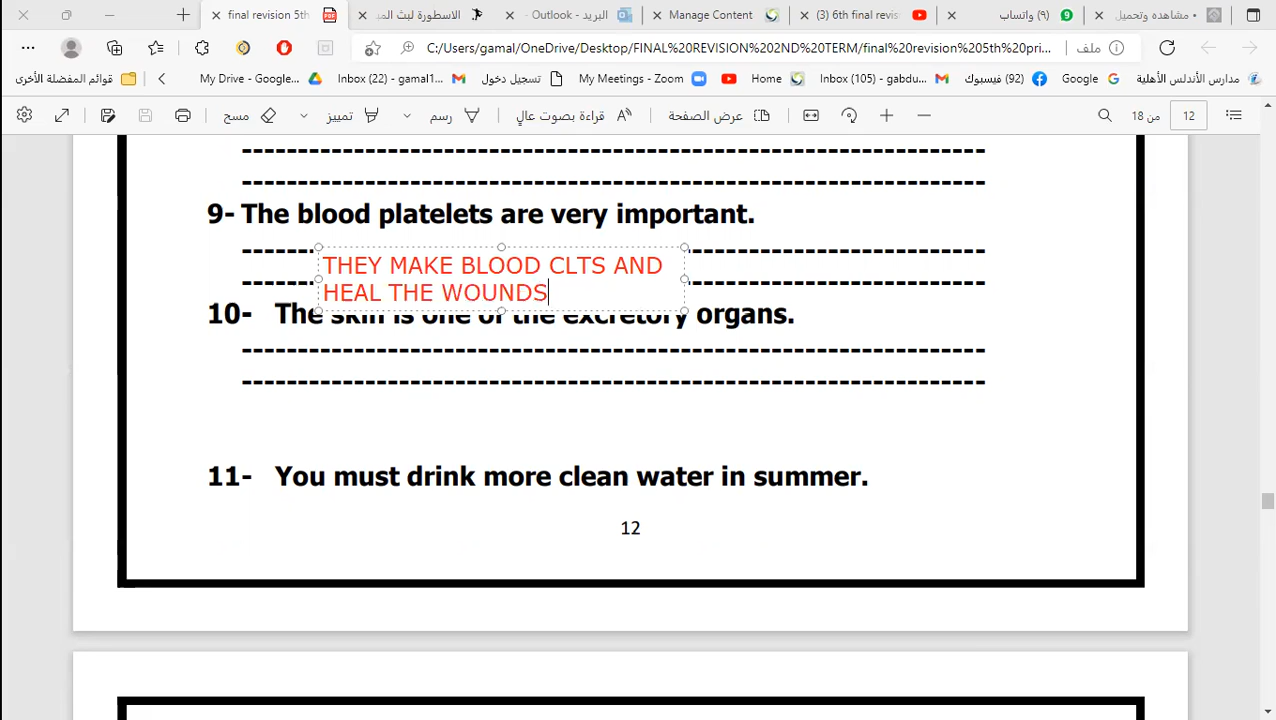 final revision 5th
الاسطورة لبث الميد
البريد - Outlook
Manage Content
(3) 6th final revis
(٩) وتساب
مشاهده وتحميل
C:/Users/gamal/OneDrive/Desktop/FINAL%20REVISION%202ND%20TERM/final%20revision%205th%20pri...
ملف
قوائم المفضلة الأخرى
My Drive - Google...
Inbox (22) - gamal1...
تسجيل دخول
My Meetings - Zoom
Home
Inbox (105) - gabdu...
(92) فيسبوك
Google
مدارس الأندلس الأهلية
مسح
تمييز
رسم
قراءة بصوت عالٍ
عرض الصفحة
من 18
12
9- The blood platelets are very important.
THEY MAKE BLOOD CLTS AND
HEAL THE WOUNDS
10- The skin is one of the excretory organs.
11- You must drink more clean water in summer.
12